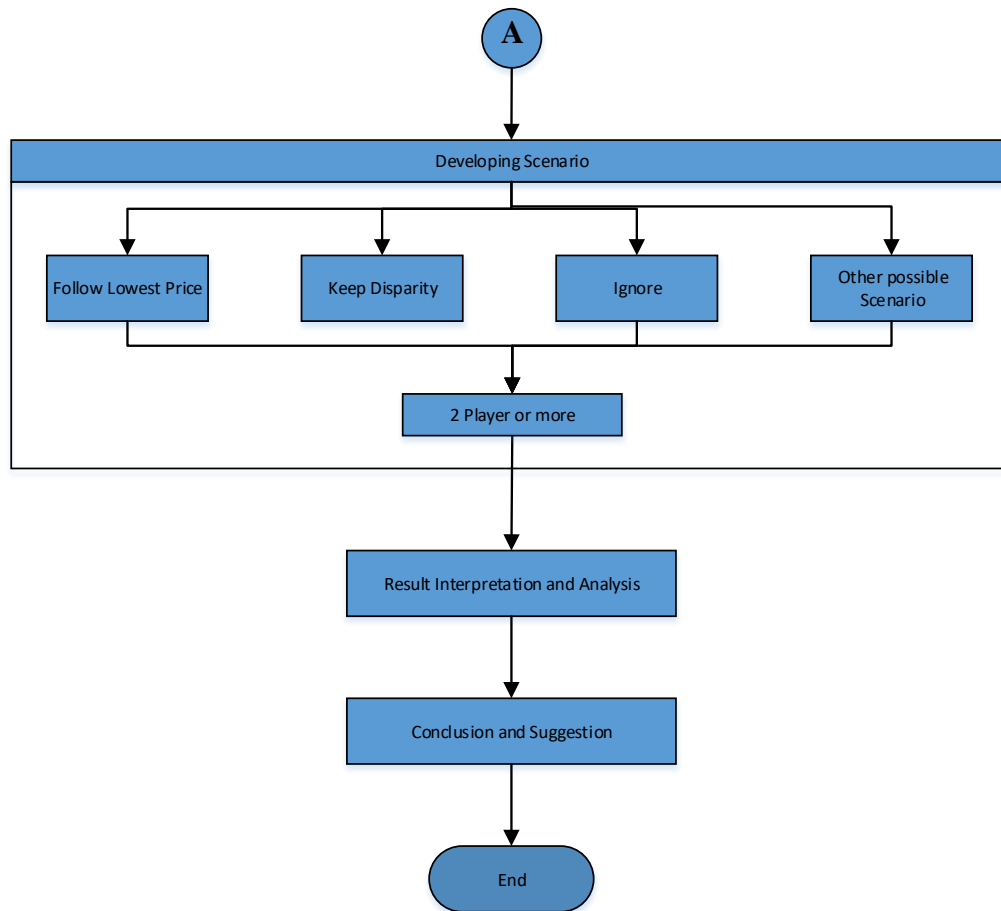 A
Developing Scenario
Follow Lowest Price
Keep Disparity
Ignore
Other possible
Scenario
2 Player or more
Result Interpretation and Analysis
Conclusion and Suggestion
End